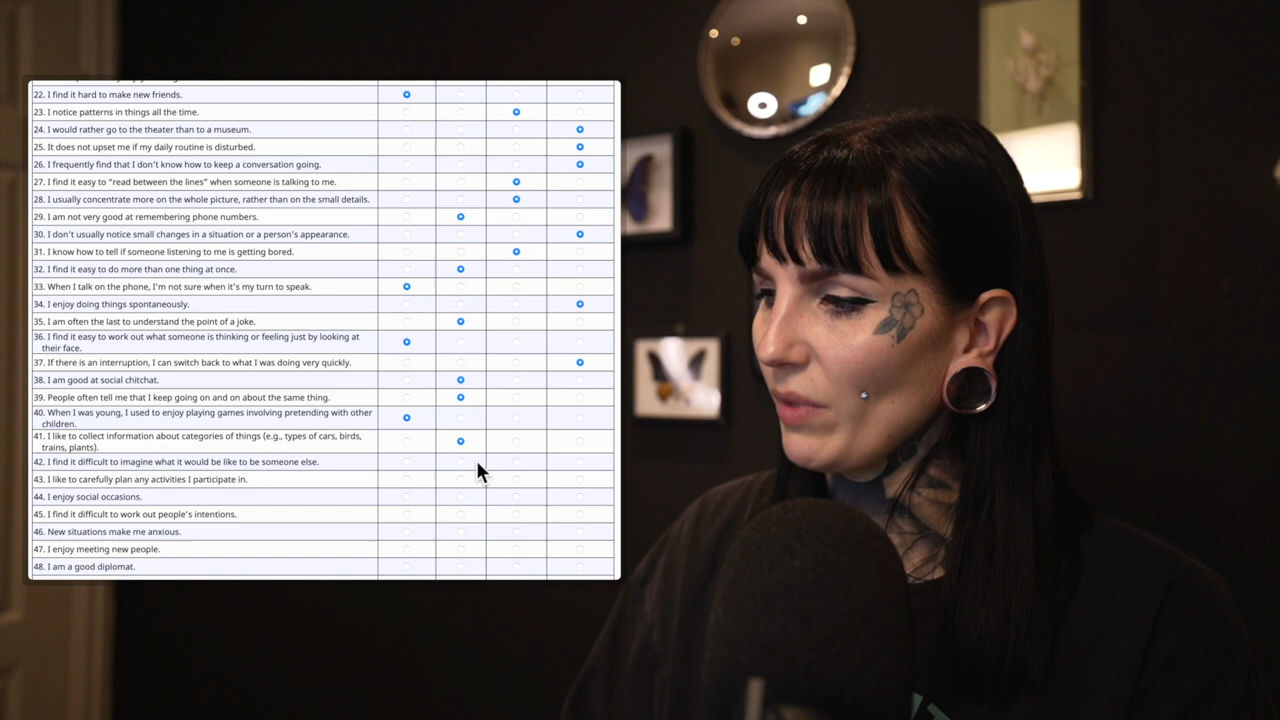 22. I find it hard to make new friends.
23. I notice patterns in things all the time.
24. I would rather go to the theater than to a museum.
25. It does not upset me if my daily routine is disturbed.
26. I frequently find that I don't know how to keep a conversation going.
27. I find it easy to "read between the lines" when someone is talking to me.
28. I usually concentrate more on the whole picture, rather than on the small details.
29. I am not very good at remembering phone numbers.
30. I don't usually notice small changes in a situation or a person's appearance.
31. I know how to tell if someone listening to me is getting bored.
32. I find it easy to do more than one thing at once.
33. When I talk on the phone, I'm not sure when it's my turn to speak.
34. I enjoy doing things spontaneously.
35. I am often the last to understand the point of a joke.
36. I find it easy to work out what someone is thinking or feeling just by looking at
their face.
37. If there is an interruption, I can switch back to what I was doing very quickly.
38. I am good at social chitchat.
39. People often tell me that I keep going on and on about the same thing.
40. When I was young, I used to enjoy playing games involving pretending with other
children.
41. I like to collect information about categories of things (e.g., types of cars, birds,
trains, plants).
42. I find it difficult to imagine what it would be like to be someone else.
43. I like to carefully plan any activities I participate in.
44. I enjoy social occasions.
45. I find it difficult to work out people's intentions.
46. New situations make me anxious.
47. I enjoy meeting new people.
48. I am a good diplomat.